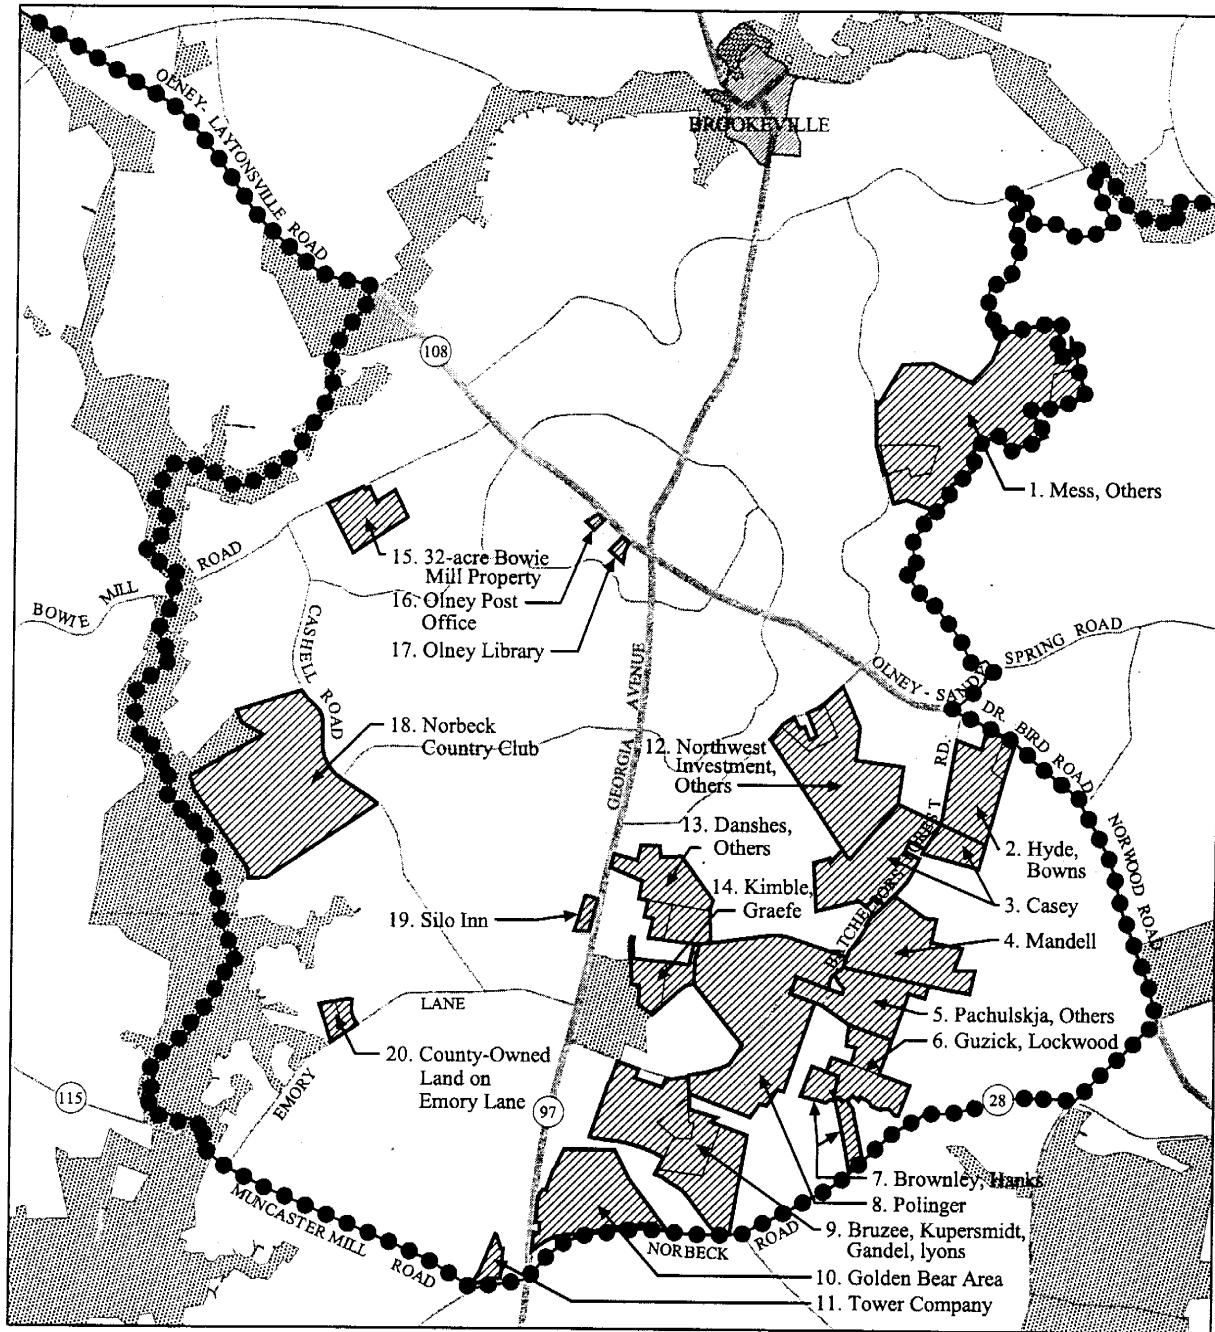 OLNEY- LAYTONSVILLE ROAD
BROOKEVILLE
108
1. Mess, Others
15. 32-acre Bowie
Mill Property
16. Olney Post
Office
17. Olney Library
BOWIE MILL ROAD
CASHELL ROAD
GEORGIA AVENUE
OLNEY - SANDY SPRING ROAD
DR. BIRD ROAD
NORWOOD ROAD
BATCHELLORS FOREST RD.
18. Norbeck
Country Club
12. Northwest
Investment,
Others
13. Danshes,
Others
14. Kimble,
Graefe
2. Hyde,
Bowns
3. Casey
19. Silo Inn
4. Mandell
5. Pachulskja, Others
6. Guzick, Lockwood
EMORY LANE
20. County-Owned
Land on
Emory Lane
115
97
28
7. Brownley, Hanks
8. Polinger
9. Bruzee, Kupersmidt,
Gandel, lyons
10. Golden Bear Area
11. Tower Company
MUNCASTER MILL ROAD
NORBECK ROAD